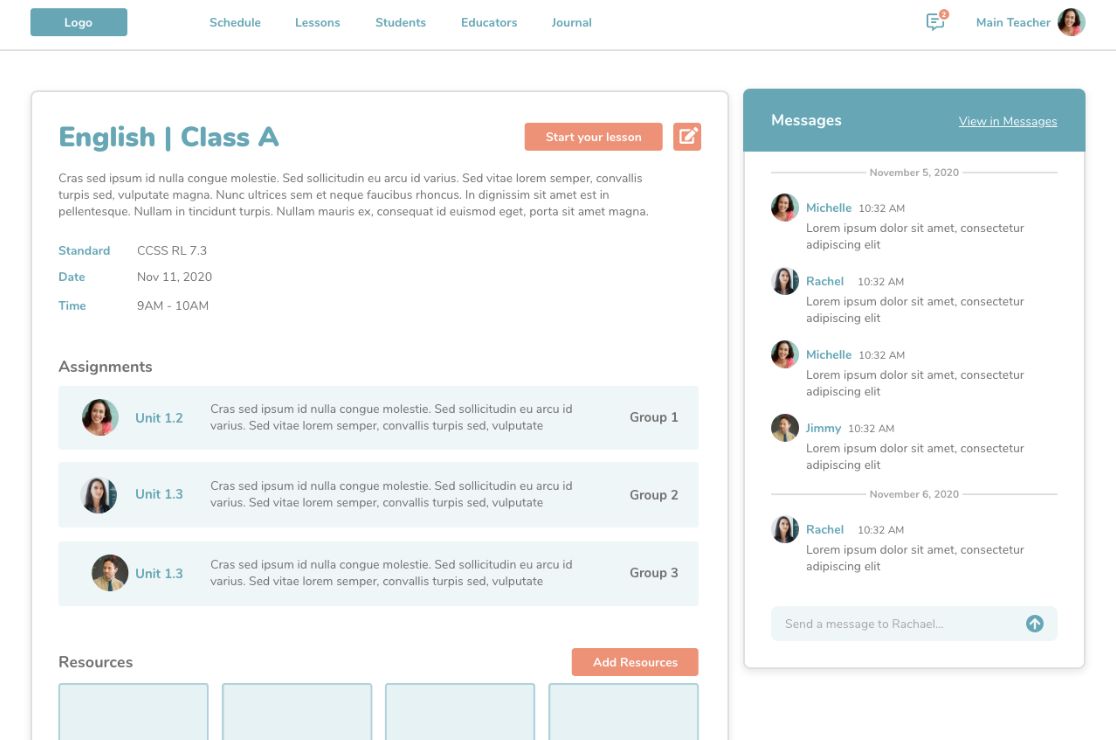 Logo
Schedule
Lessons
Students
Educators
Journal
2
Main Teacher
English | Class A
Start your lesson
Cras sed ipsum id nulla congue molestie. Sed sollicitudin eu arcu id varius. Sed vitae lorem semper, convallis
turpis sed, vulputate magna. Nunc ultrices sem et neque faucibus rhoncus. In dignissim sit amet est in
pellentesque. Nullam in tincidunt turpis. Nullam mauris ex, consequat id euismod eget, porta sit amet magna.
Standard CCSS RL 7.3
Date Nov 11, 2020
Time 9AM - 10AM
Assignments
Unit 1.2
Cras sed ipsum id nulla congue molestie. Sed sollicitudin eu arcu id
varius. Sed vitae lorem semper, convallis turpis sed, vulputate
Group 1
Unit 1.3
Cras sed ipsum id nulla congue molestie. Sed sollicitudin eu arcu id
varius. Sed vitae lorem semper, convallis turpis sed, vulputate
Group 2
Unit 1.3
Cras sed ipsum id nulla congue molestie. Sed sollicitudin eu arcu id
varius. Sed vitae lorem semper, convallis turpis sed, vulputate
Group 3
Resources
Add Resources
Messages
View in Messages
November 5, 2020
Michelle 10:32 AM
Lorem ipsum dolor sit amet, consectetur
adipiscing elit
Rachel 10:32 AM
Lorem ipsum dolor sit amet, consectetur
adipiscing elit
Michelle 10:32 AM
Lorem ipsum dolor sit amet, consectetur
adipiscing elit
Jimmy 10:32 AM
Lorem ipsum dolor sit amet, consectetur
adipiscing elit
November 6, 2020
Rachel 10:32 AM
Lorem ipsum dolor sit amet, consectetur
adipiscing elit
Send a message to Rachael...